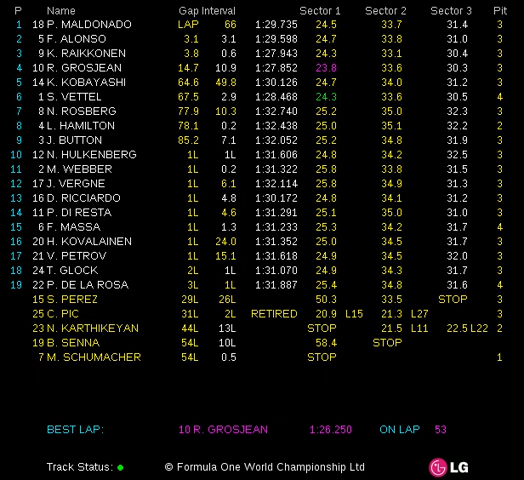 P Name Gap Interval Sector 1 Sector 2 Sector 3 Pit
1 18 P. MALDONADO LAP 66 1:29.735 24.5 33.7 31.4 3
2 5 F. ALONSO 3.1 3.1 1:29.598 24.7 33.8 31.0 3
3 9 K. RAIKKONEN 3.8 0.6 1:27.943 24.3 33.1 30.4 3
4 10 R. GROSJEAN 14.7 10.9 1:27.852 23.8 33.6 30.3 3
5 14 K. KOBAYASHI 64.6 49.8 1:30.126 24.7 34.0 31.2 3
6 1 S. VETTEL 67.5 2.9 1:28.468 24.3 33.6 30.5 4
7 8 N. ROSBERG 77.9 10.3 1:32.740 25.2 35.0 32.3 3
8 4 L. HAMILTON 78.1 0.2 1:32.438 25.0 35.1 32.2 2
9 3 J. BUTTON 85.2 7.1 1:32.052 25.2 34.8 31.9 3
10 12 N. HULKENBERG 1L 1L 1:31.606 24.8 34.2 32.5 3
11 2 M. WEBBER 1L 0.2 1:31.322 25.8 33.8 31.5 3
12 17 J. VERGNE 1L 6.1 1:32.114 25.8 34.9 31.3 3
13 16 D. RICCIARDO 1L 4.8 1:30.172 24.8 34.1 31.2 3
14 11 P. DI RESTA 1L 4.6 1:31.291 25.1 35.0 31.0 3
15 6 F. MASSA 1L 1.3 1:31.233 25.3 34.2 31.7 4
16 20 H. KOVALAINEN 1L 24.0 1:31.352 25.0 34.5 31.7 3
17 21 V. PETROV 1L 15.1 1:31.618 24.9 34.5 32.0 3
18 24 T. GLOCK 2L 1L 1:31.070 24.9 34.3 31.7 3
19 22 P. DE LA ROSA 3L 1L 1:31.887 25.4 34.8 31.6 4
15 S. PEREZ 29L 26L 50.3 33.5 STOP 3
25 C. PIC 31L 2L RETIRED 20.9 L15 21.3 L27 3
23 N. KARTHIKEYAN 44L 13L STOP 21.5 L11 22.5 L22 2
19 B. SENNA 54L 10L 58.4 STOP
7 M. SCHUMACHER 54L 0.5 STOP 1
BEST LAP: 10 R. GROSJEAN 1:26.250 ON LAP 53
Track Status: © Formula One World Championship Ltd LG